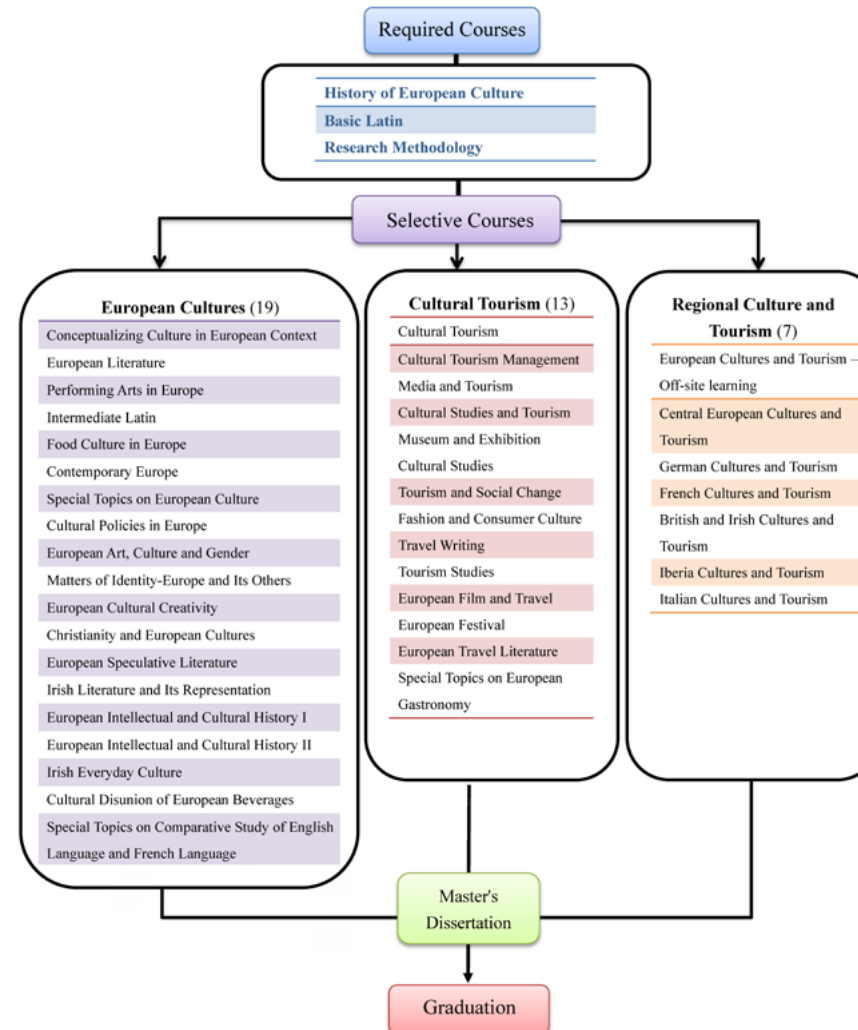 Required Courses
History of European Culture
Basic Latin
Research Methodology
Selective Courses
European Cultures (19)
Conceptualizing Culture in European Context
European Literature
Performing Arts in Europe
Intermediate Latin
Food Culture in Europe
Contemporary Europe
Special Topics on European Culture
Cultural Policies in Europe
European Art, Culture and Gender
Matters of Identity-Europe and Its Others
European Cultural Creativity
Christianity and European Cultures
European Speculative Literature
Irish Literature and Its Representation
European Intellectual and Cultural History I
European Intellectual and Cultural History II
Irish Everyday Culture
Cultural Disunion of European Beverages
Special Topics on Comparative Study of English
Language and French Language
Cultural Tourism (13)
Cultural Tourism
Cultural Tourism Management
Media and Tourism
Cultural Studies and Tourism
Museum and Exhibition
Cultural Studies
Tourism and Social Change
Fashion and Consumer Culture
Travel Writing
Tourism Studies
European Film and Travel
European Festival
European Travel Literature
Special Topics on European
Gastronomy
Regional Culture and
Tourism (7)
European Cultures and Tourism –
Off-site learning
Central European Cultures and
Tourism
German Cultures and Tourism
French Cultures and Tourism
British and Irish Cultures and
Tourism
Iberia Cultures and Tourism
Italian Cultures and Tourism
Master's
Dissertation
Graduation